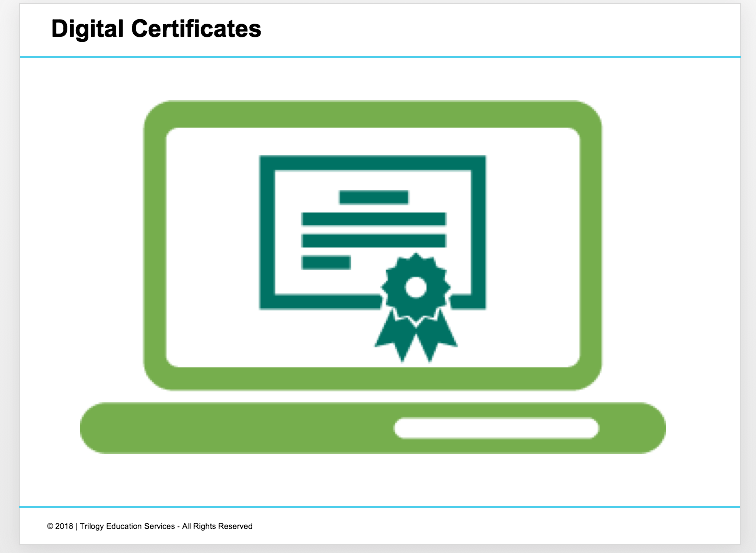 Digital Certificates
© 2018 | Trilogy Education Services - All Rights Reserved